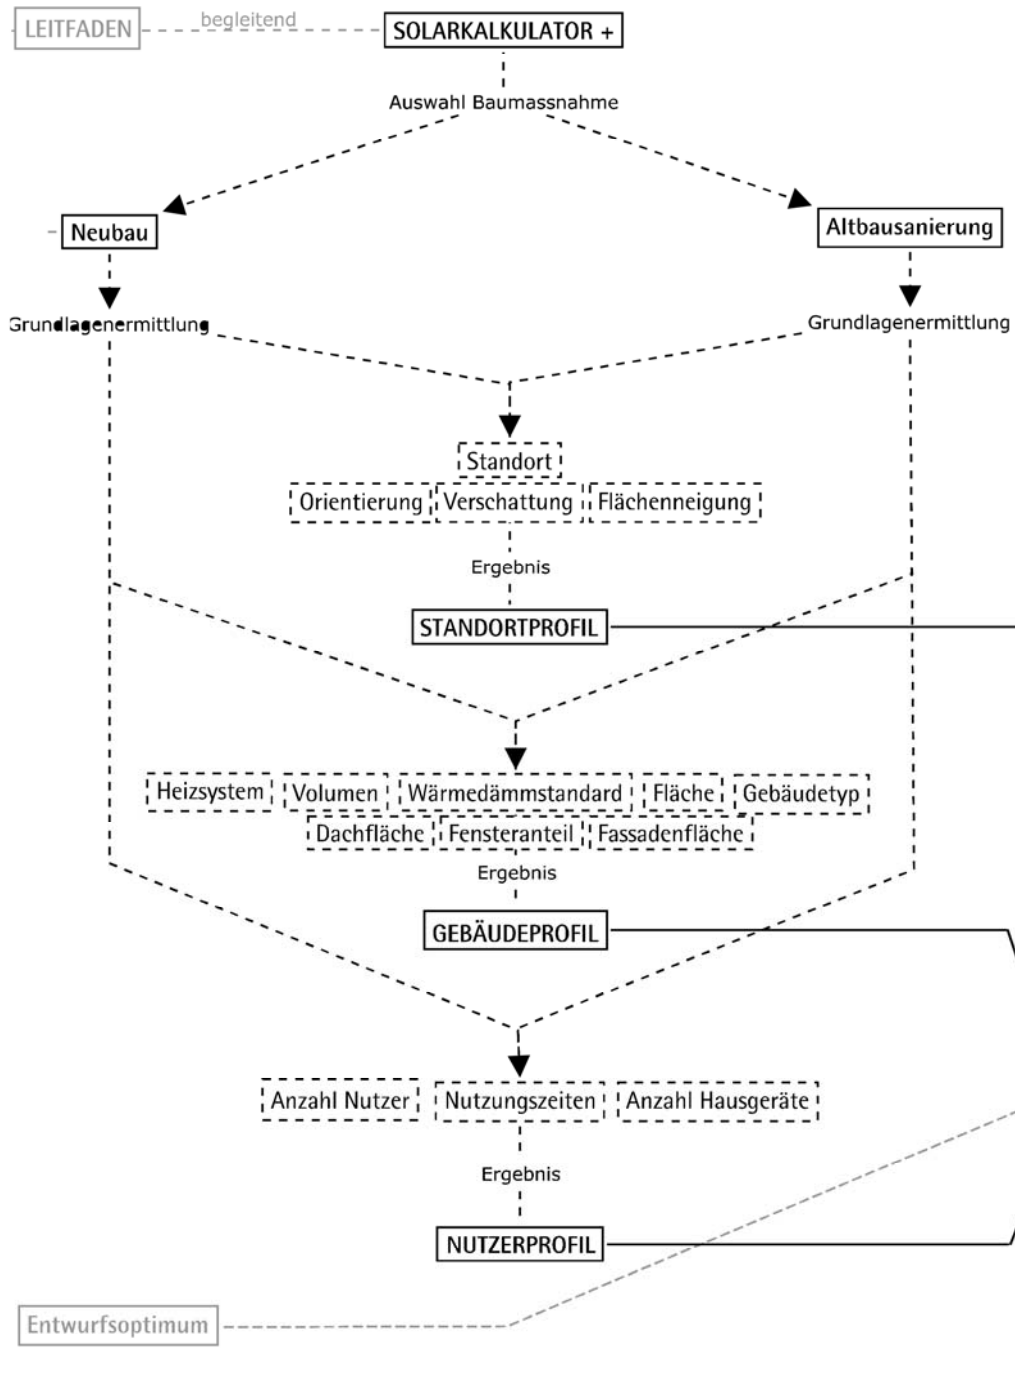 LEITFADEN
begleitend
SOLARKALKULATOR +
Auswahl Baumassnahme
Neubau
Altbausanierung
Grundlagenermittlung
Grundlagenermittlung
Standort
Orientierung Verschattung Flächenneigung
Ergebnis
STANDORTPROFIL
Heizsystem Volumen Wärmedämmstandard Fläche Gebäudetyp
Dachfläche Fensteranteil Fassadenfläche
Ergebnis
GEBÄUDEPROFIL
Anzahl Nutzer Nutzungszeiten Anzahl Hausgeräte
Ergebnis
NUTZERPROFIL
Entwurfsoptimum